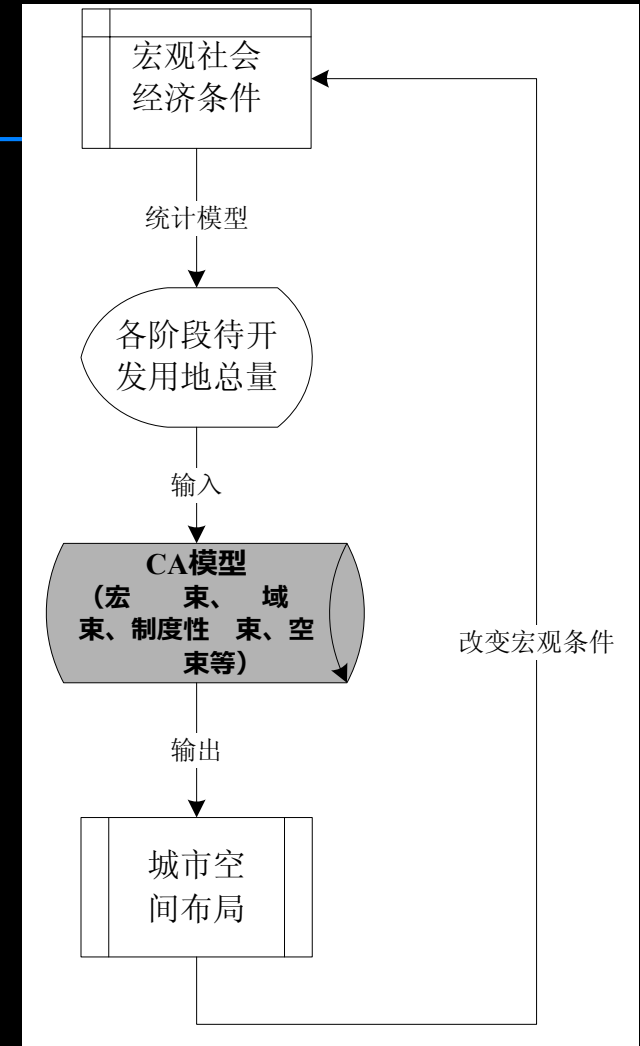 宏观社会
经济条件
统计模型
各阶段待开
发用地总量
输入
CA模型
（宏 束、 域
束、制度性 束、空
束等）
改变宏观条件
输出
城市空
间布局